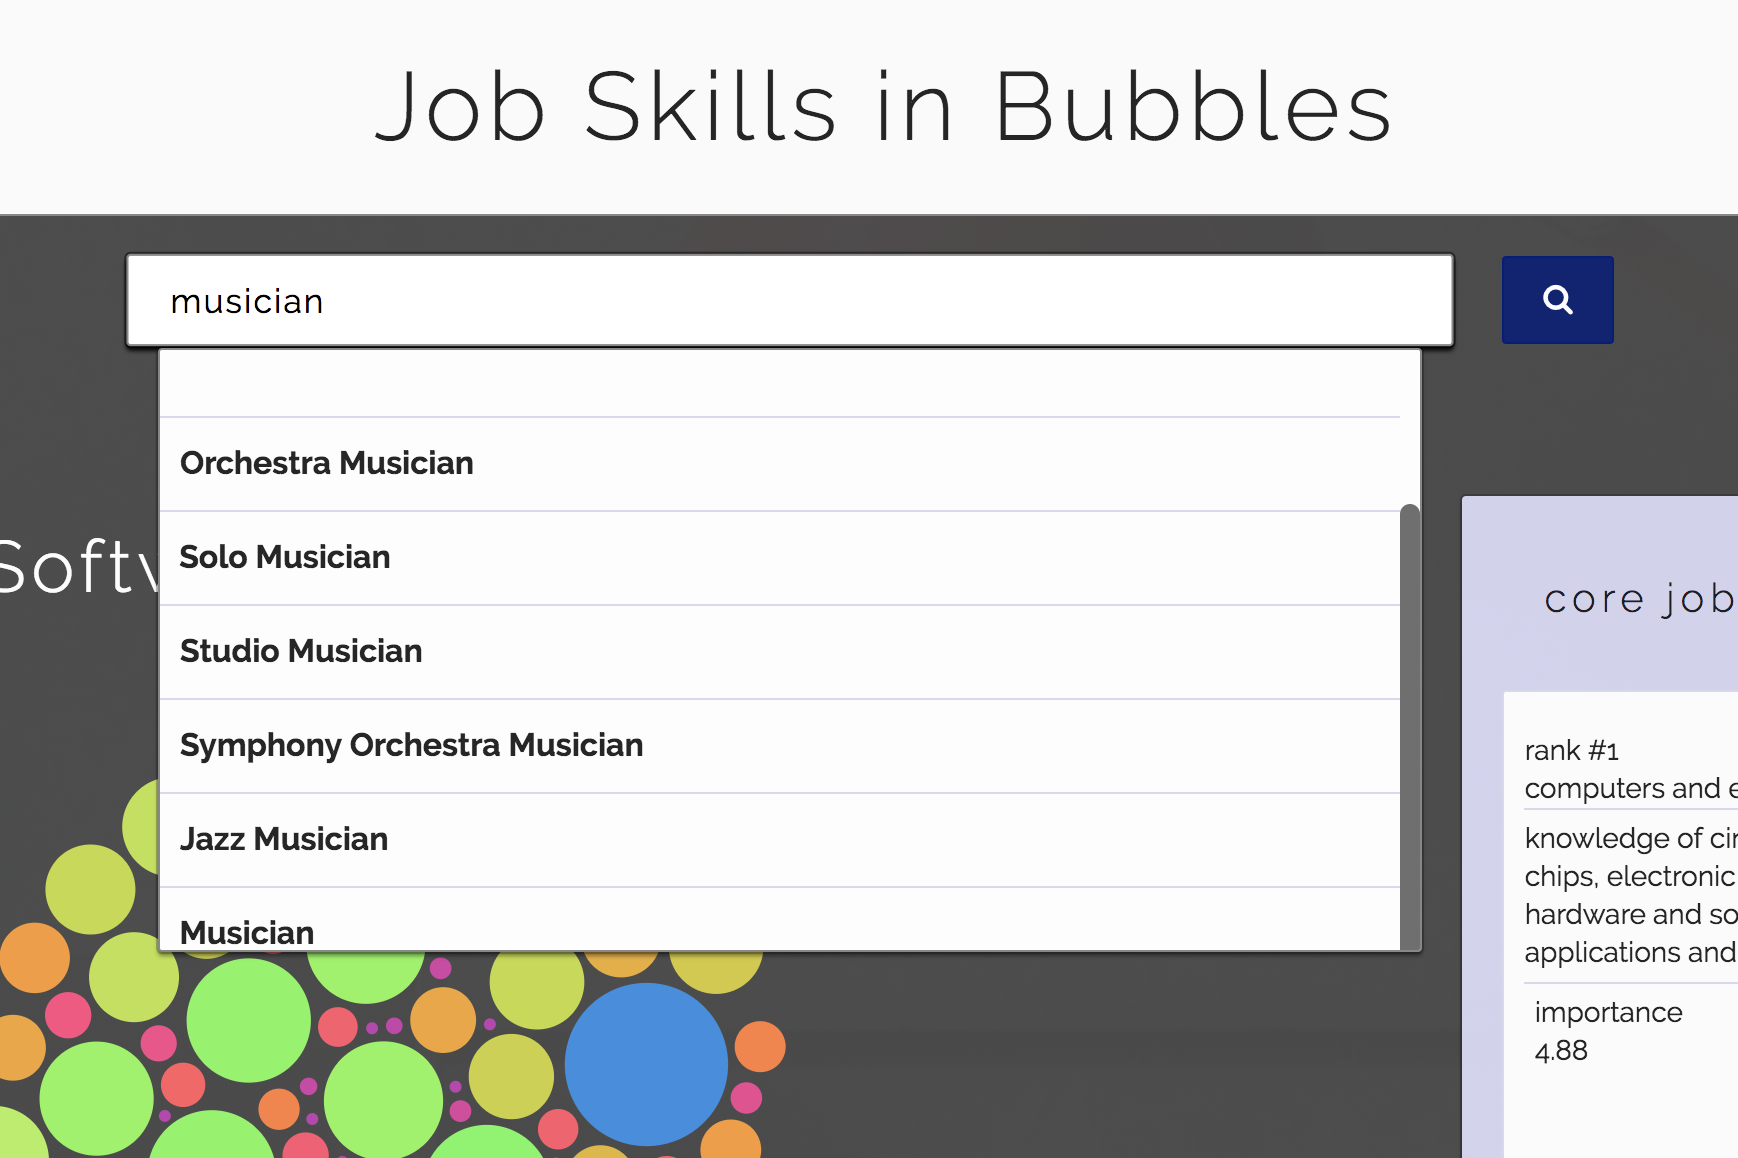 Job Skills in Bubbles
musician
Orchestra Musician
Solo Musician
Studio Musician
Symphony Orchestra Musician
Jazz Musician
Musician
Softw
core job
rank #1
computers and e
knowledge of cir
chips, electronic
hardware and so
applications and
importance
4.88